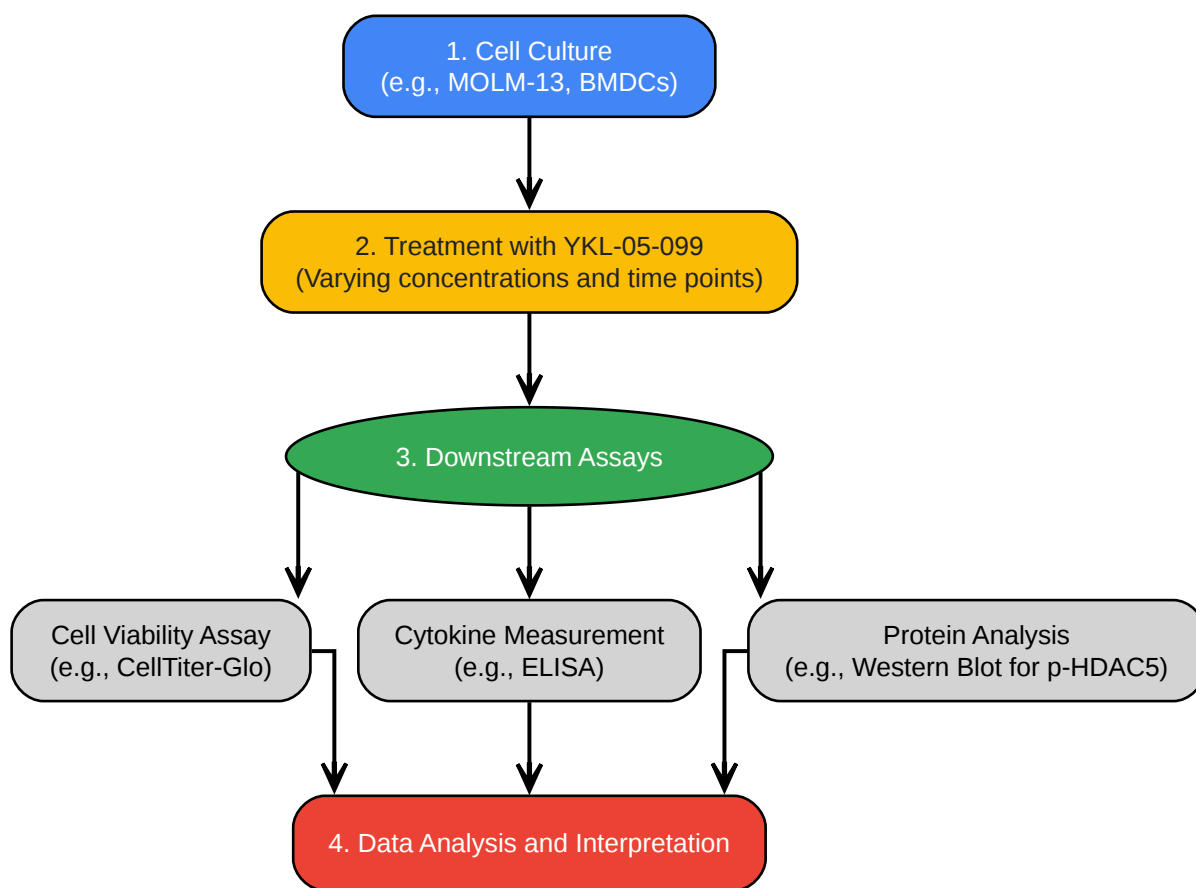 1. Cell Culture
(e.g., MOLM-13, BMDCs)
2. Treatment with YKL-05-099
(Varying concentrations and time points)
3. Downstream Assays
Cell Viability Assay
(e.g., CellTiter-Glo)
Cytokine Measurement
(e.g., ELISA)
Protein Analysis
(e.g., Western Blot for p-HDAC5)
4. Data Analysis and Interpretation